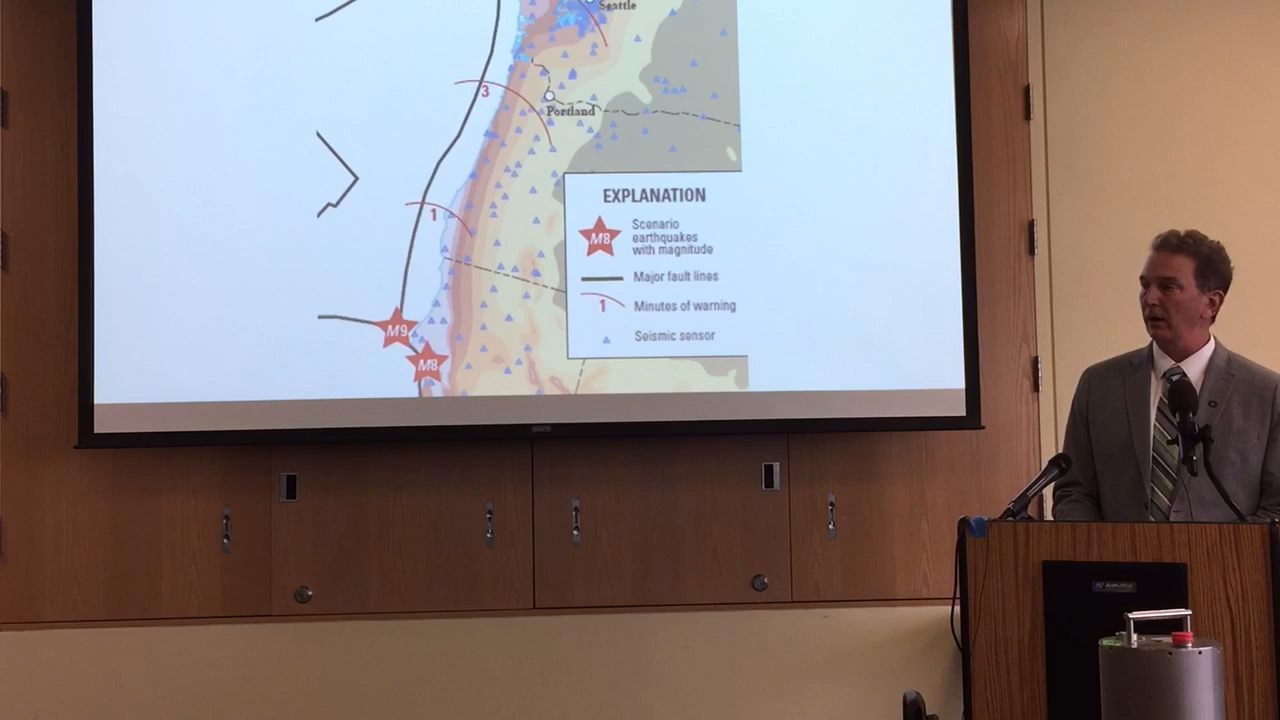 Seattle
3
Portland
1
EXPLANATION
M8
Scenario
earthquakes
with magnitude
Major fault lines
1
Minutes of warning
Seismic sensor
M9
M8